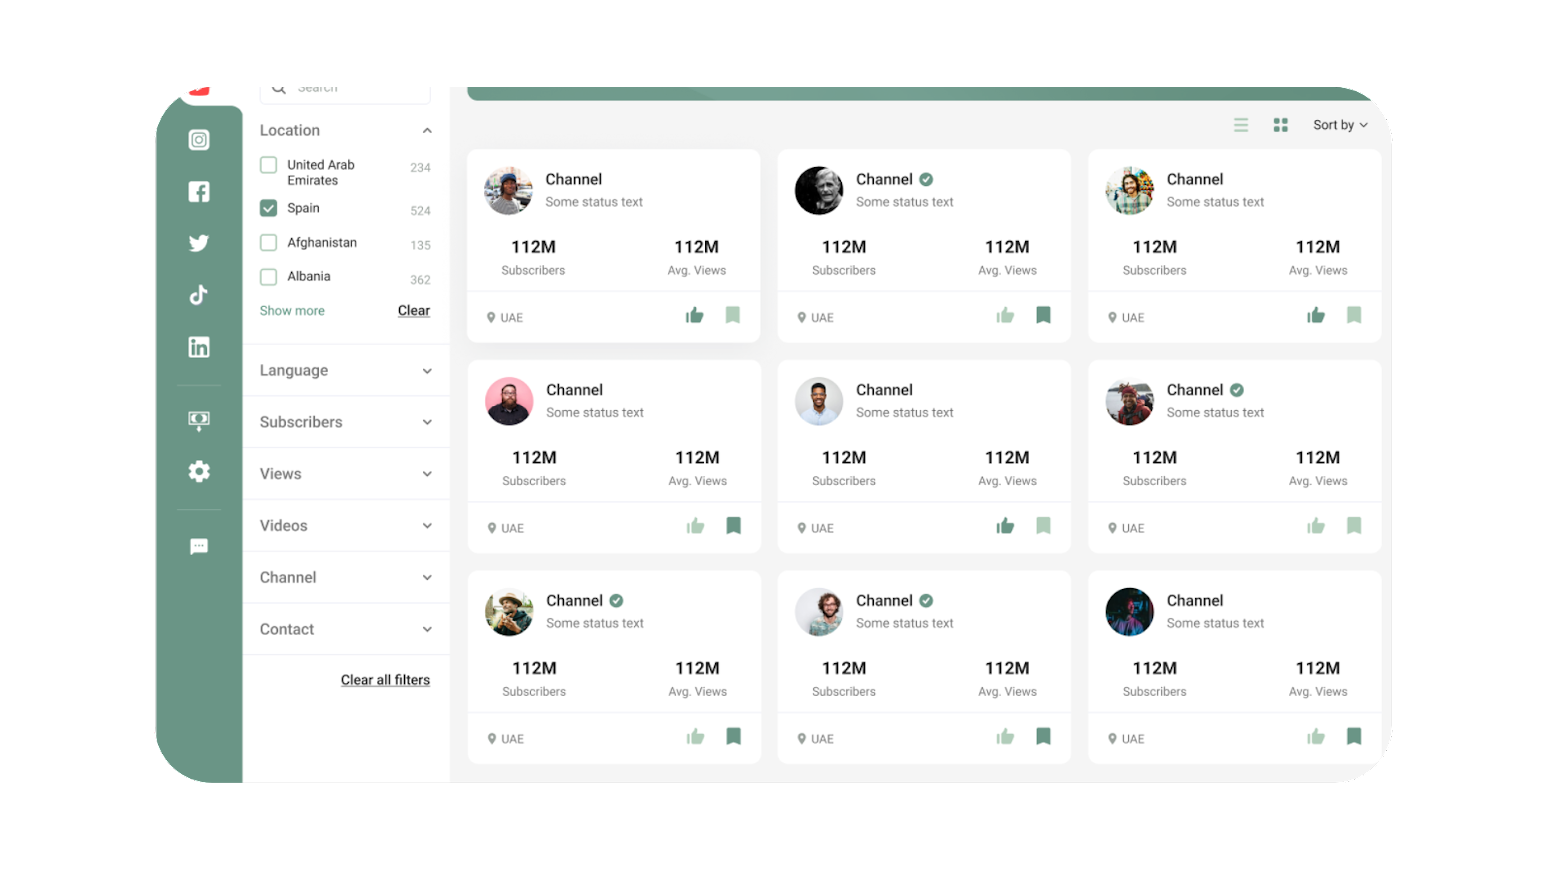 Search
Location
United Arab
Emirates
234
Spain
524
Afghanistan
135
Albania
362
Show more
Clear
Language
Subscribers
Views
Videos
Channel
Contact
Clear all filters
Sort by
Channel
Some status text
112M
112M
Subscribers
Avg. Views
UAE
Channel
Some status text
112M
112M
Subscribers
Avg. Views
UAE
Channel
Some status text
112M
112M
Subscribers
Avg. Views
UAE
Channel
Some status text
112M
112M
Subscribers
Avg. Views
UAE
Channel
Some status text
112M
112M
Subscribers
Avg. Views
UAE
Channel
Some status text
112M
112M
Subscribers
Avg. Views
UAE
Channel
Some status text
112M
112M
Subscribers
Avg. Views
UAE
Channel
Some status text
112M
112M
Subscribers
Avg. Views
UAE
Channel
Some status text
112M
112M
Subscribers
Avg. Views
UAE